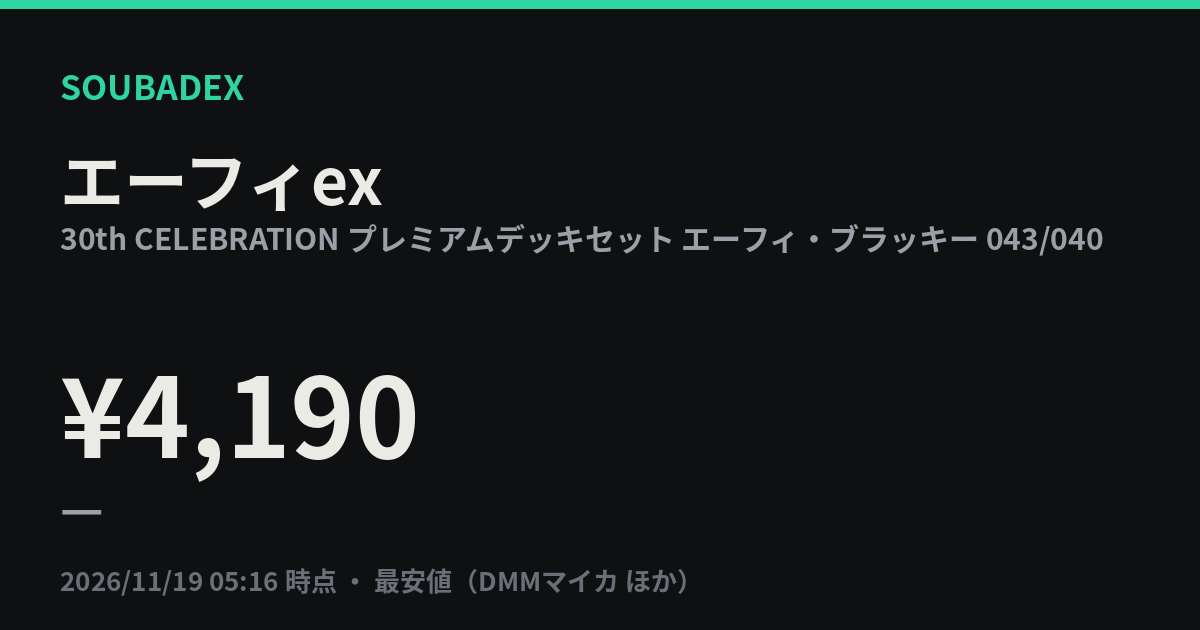 SOUBADEX
エーフィex
30th CELEBRATION プレミアムデッキセット エーフィ・ブラッキー 043/040
¥4,190
—
2026/11/19 05:16 時点 ・ 最安値（DMMマイカ ほか）